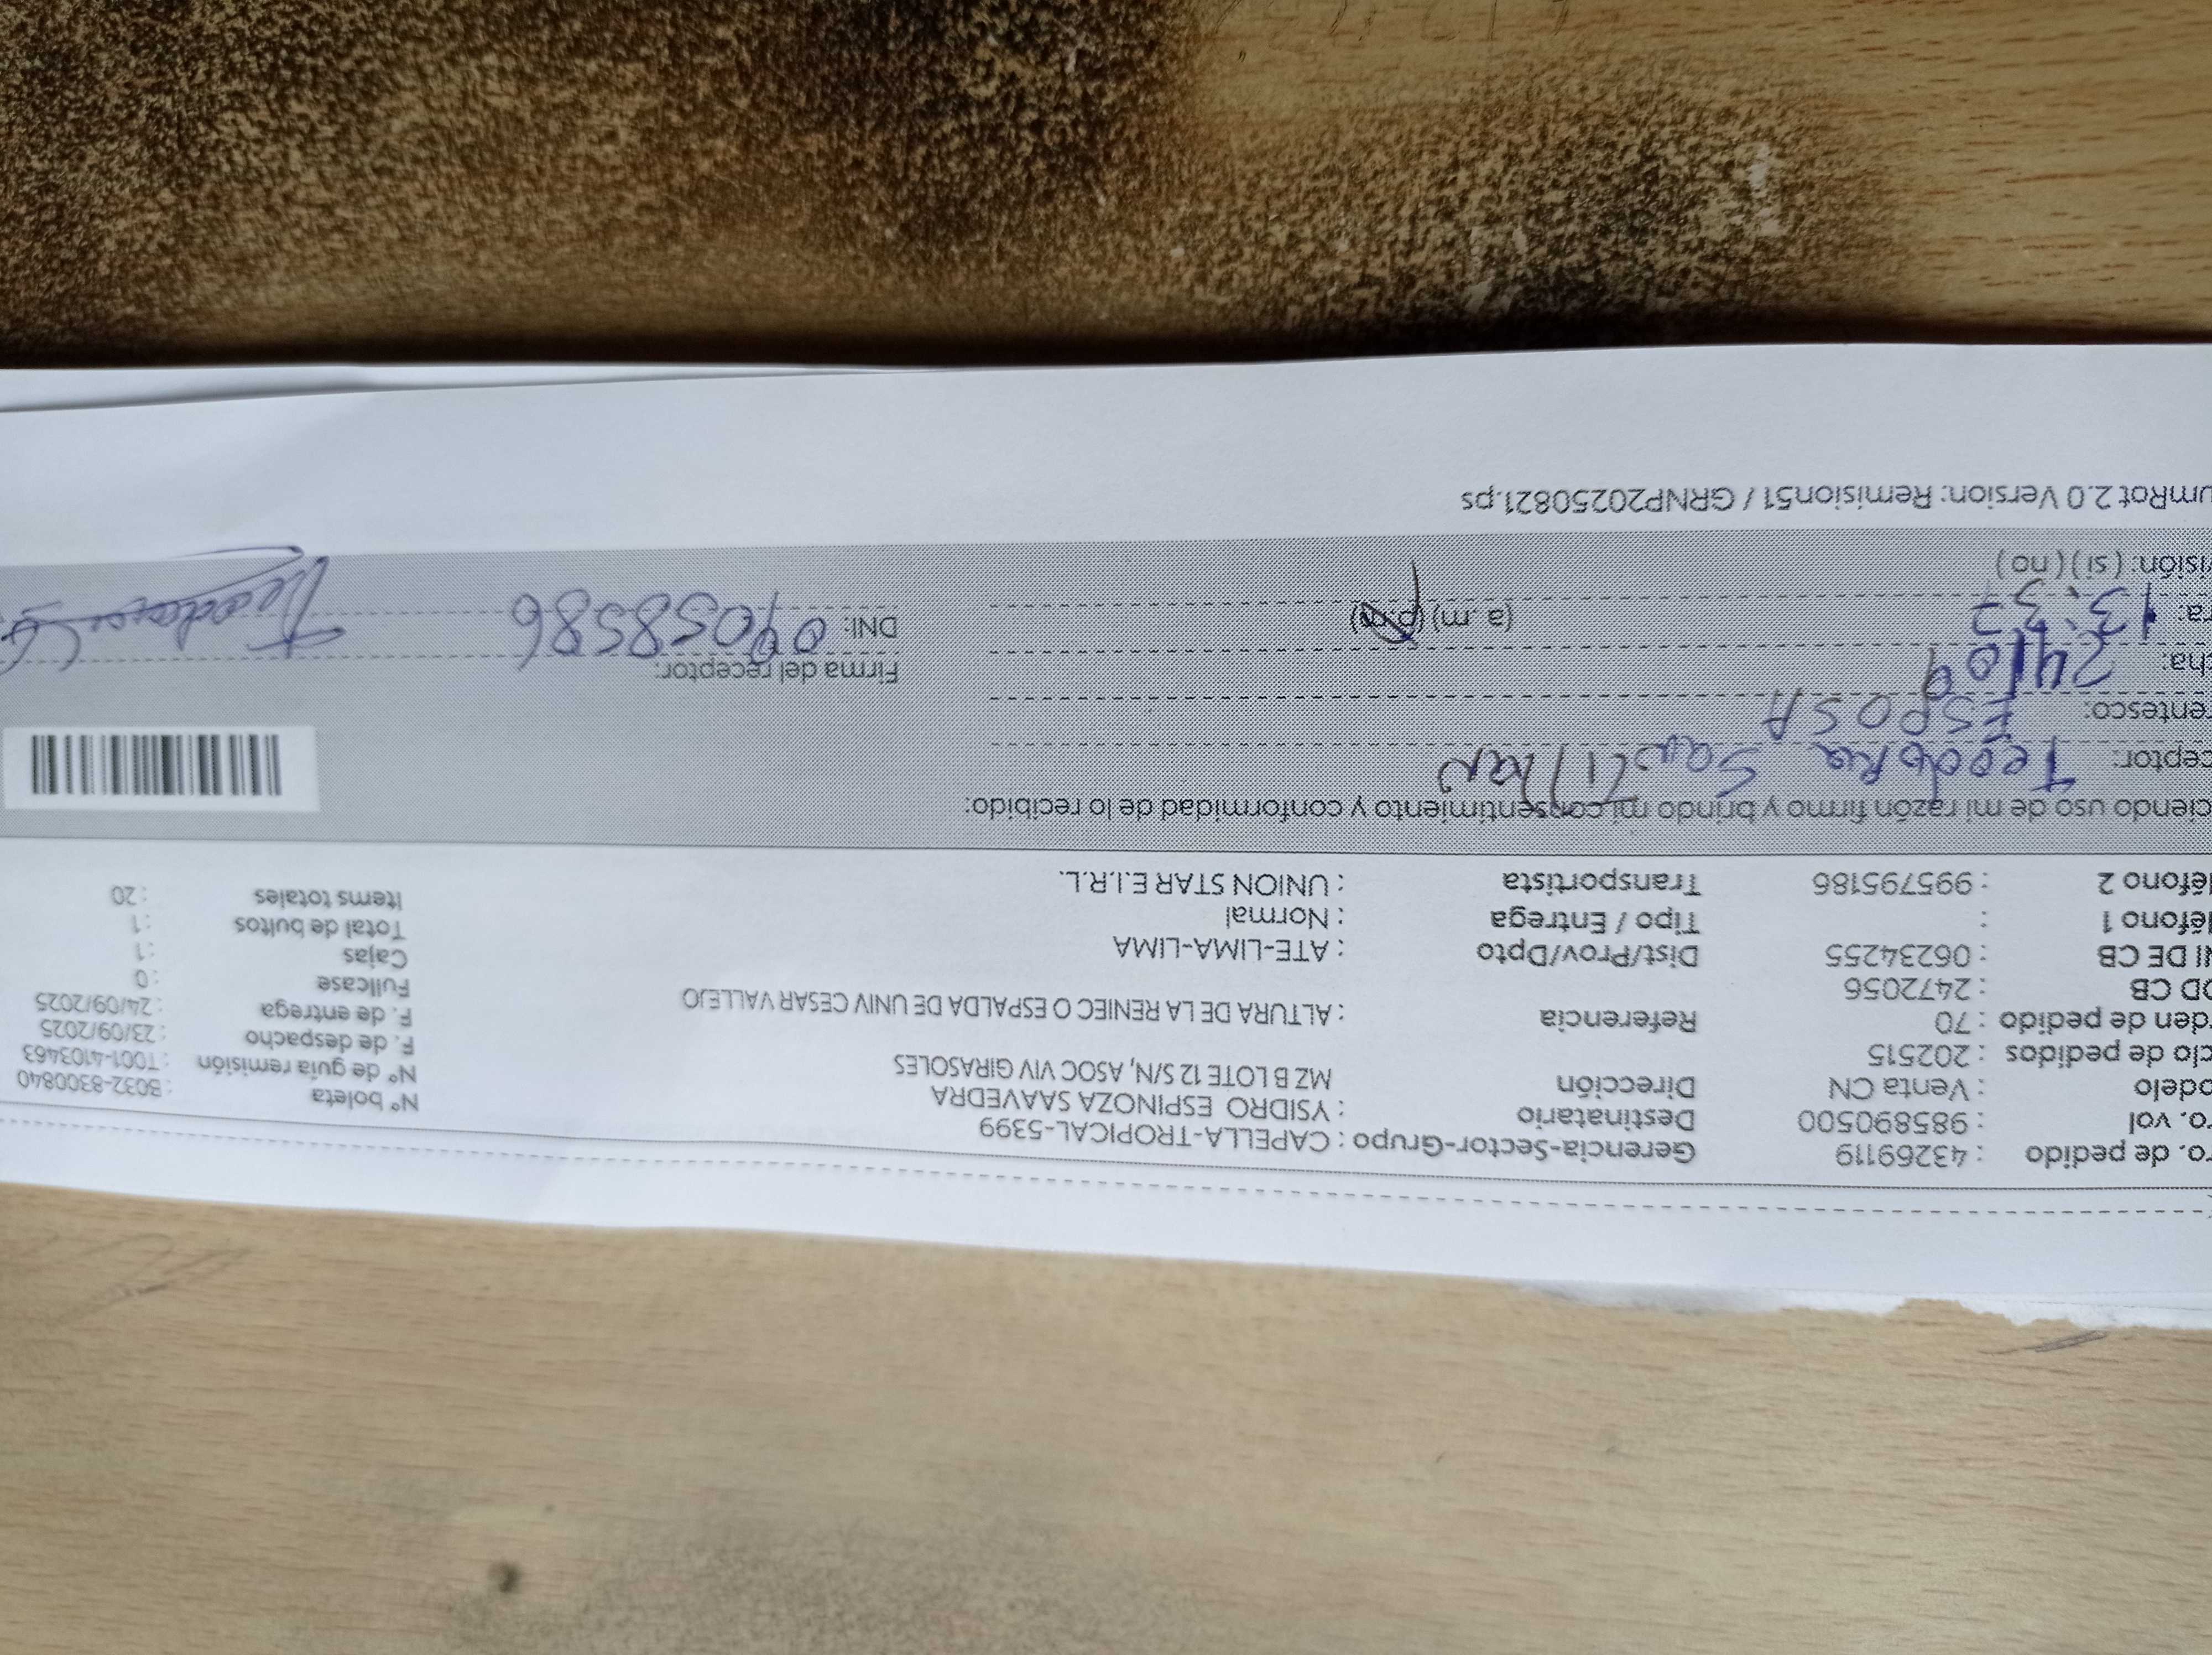 ro. de pedido : 43269119 Gerencia-Sector-Grupo : CAPELLA-TROPICAL-5399
ro. vol : 985890500 Destinatario : YSIDRO ESPINOZA SAAVEDRA Nº boleta : B032-8300840
odelo : Venta CN Dirección MZ B LOTE 12 S/N, ASOC VIV GIRASOLES Nº de guía remisión : T001-4103463
clo de pedidos : 202515 F. de despacho : 23/09/2025
rden de pedido : 70 Referencia : ALTURA DE LA RENIEC O ESPALDA DE UNIV CESAR VALLEJO F. de entrega : 24/09/2025
OD CB : 2472056 Fullcase : 0
NI DE CB : 06234255 Dist/Prov/Dpto : ATE-LIMA-LIMA Cajas : 1
léfono 1 : Tipo / Entrega : Normal Total de bultos : 1
léfono 2 : 995795186 Transportista : UNION STAR E.I.R.L. Items totales : 20
ciendo uso de mi razón firmo y brindo mi consentimiento y conformidad de lo recibido:
ceptor: Teodora
entesco: ESPOSA
cha: 24/09 Firma del receptor:
ra: 13:37 (a. m) (p.m) DNI: 09058586
isión: ( si ) ( no )
umRot 2.0 Version: Remision51 / GRNP20250821.ps